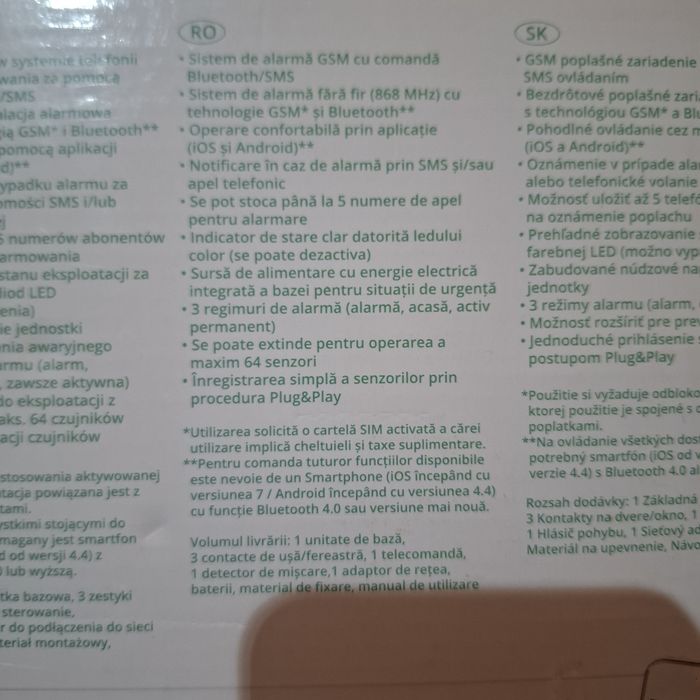 w systemie telefonii
wania za pomocą
/SMS
alacja alarmowa
gią GSM* i Bluetooth**
pomocą aplikacji
d)**
ypadku alarmu za
omości SMS i/lub
ej
5 numerów abonentów
armowania
stanu eksploatacji za
diod LED
enia)
ie jednostki
nia awaryjnego
armu (alarm,
, zawsze aktywna)
do eksploatacji z
aks. 64 czujników
acji czujników
stosowania aktywowanej
tacja powiązana jest z
tami.
ystkimi stojącymi do
magany jest smartfon
d od wersji 4.4) z
0 lub wyższą.
tka bazowa, 3 zestyki
sterowanie,
r do podłączenia do sieci
teriał montażowy,
RO
• Sistem de alarmă GSM cu comandă
Bluetooth/SMS
• Sistem de alarmă fără fir (868 MHz) cu
tehnologie GSM* și Bluetooth**
• Operare confortabilă prin aplicație
(iOS și Android)**
• Notificare în caz de alarmă prin SMS și/sau
apel telefonic
• Se pot stoca până la 5 numere de apel
pentru alarmare
• Indicator de stare clar datorită ledului
color (se poate dezactiva)
• Sursă de alimentare cu energie electrică
integrată a bazei pentru situații de urgență
• 3 regimuri de alarmă (alarmă, acasă, activ
permanent)
• Se poate extinde pentru operarea a
maxim 64 senzori
• Înregistrarea simplă a senzorilor prin
procedura Plug&Play
*Utilizarea solicită o cartelă SIM activată a cărei
utilizare implică cheltuieli și taxe suplimentare.
**Pentru comanda tuturor funcțiilor disponibile
este nevoie de un Smartphone (iOS începând cu
versiunea 7 / Android începând cu versiunea 4.4)
cu funcție Bluetooth 4.0 sau versiune mai nouă.
Volumul livrării: 1 unitate de bază,
3 contacte de ușă/fereastră, 1 telecomandă,
1 detector de mișcare,1 adaptor de rețea,
baterii, material de fixare, manual de utilizare
SK
• GSM poplašné zariadenie
SMS ovládaním
• Bezdrôtové poplašné zari
s technológiou GSM* a Blu
• Pohodlné ovládanie cez m
(iOS a Android)**
• Oznámenie v prípade ala
alebo telefonické volanie
• Možnosť uložiť až 5 telefó
na oznámenie poplachu
• Prehľadné zobrazovanie
farebnej LED (možno vyp
• Zabudované núdzové na
jednotky
• 3 režimy alarmu (alarm,
• Možnosť rozšíriť pre prev
• Jednoduché prihlásenie s
postupom Plug&Play
*Použitie si vyžaduje odbloko
ktorej použitie je spojené s
poplatkami.
**Na ovládanie všetkých dost
potrebný smartfón (iOS od v
verzie 4.4) s Bluetooth 4.0 al
Rozsah dodávky: 1 Základná
3 Kontakty na dvere/okno, 1
1 Hlásič pohybu, 1 Sieťový ad
Materiál na upevnenie, Návo